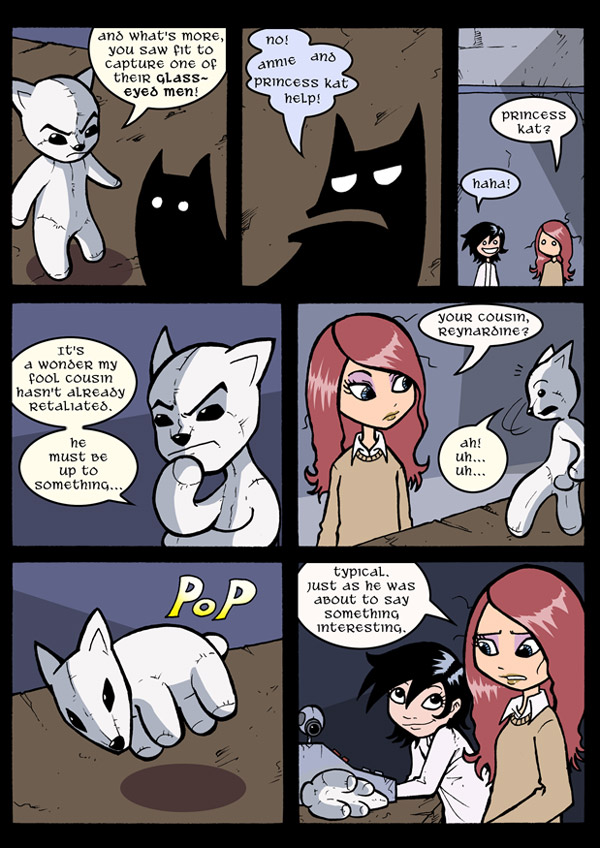 and what's more,
you saw fit to
capture one of
their glass-
eyed men!
no!
annie and
princess kat
help!
princess
kat?
haha!
it's
a wonder my
fool cousin
hasn't already
retaliated.
he
must be
up to
something...
your cousin,
reynardine?
ah!
uh...
uh...
PoP
typical.
just as he was
about to say
something
interesting.